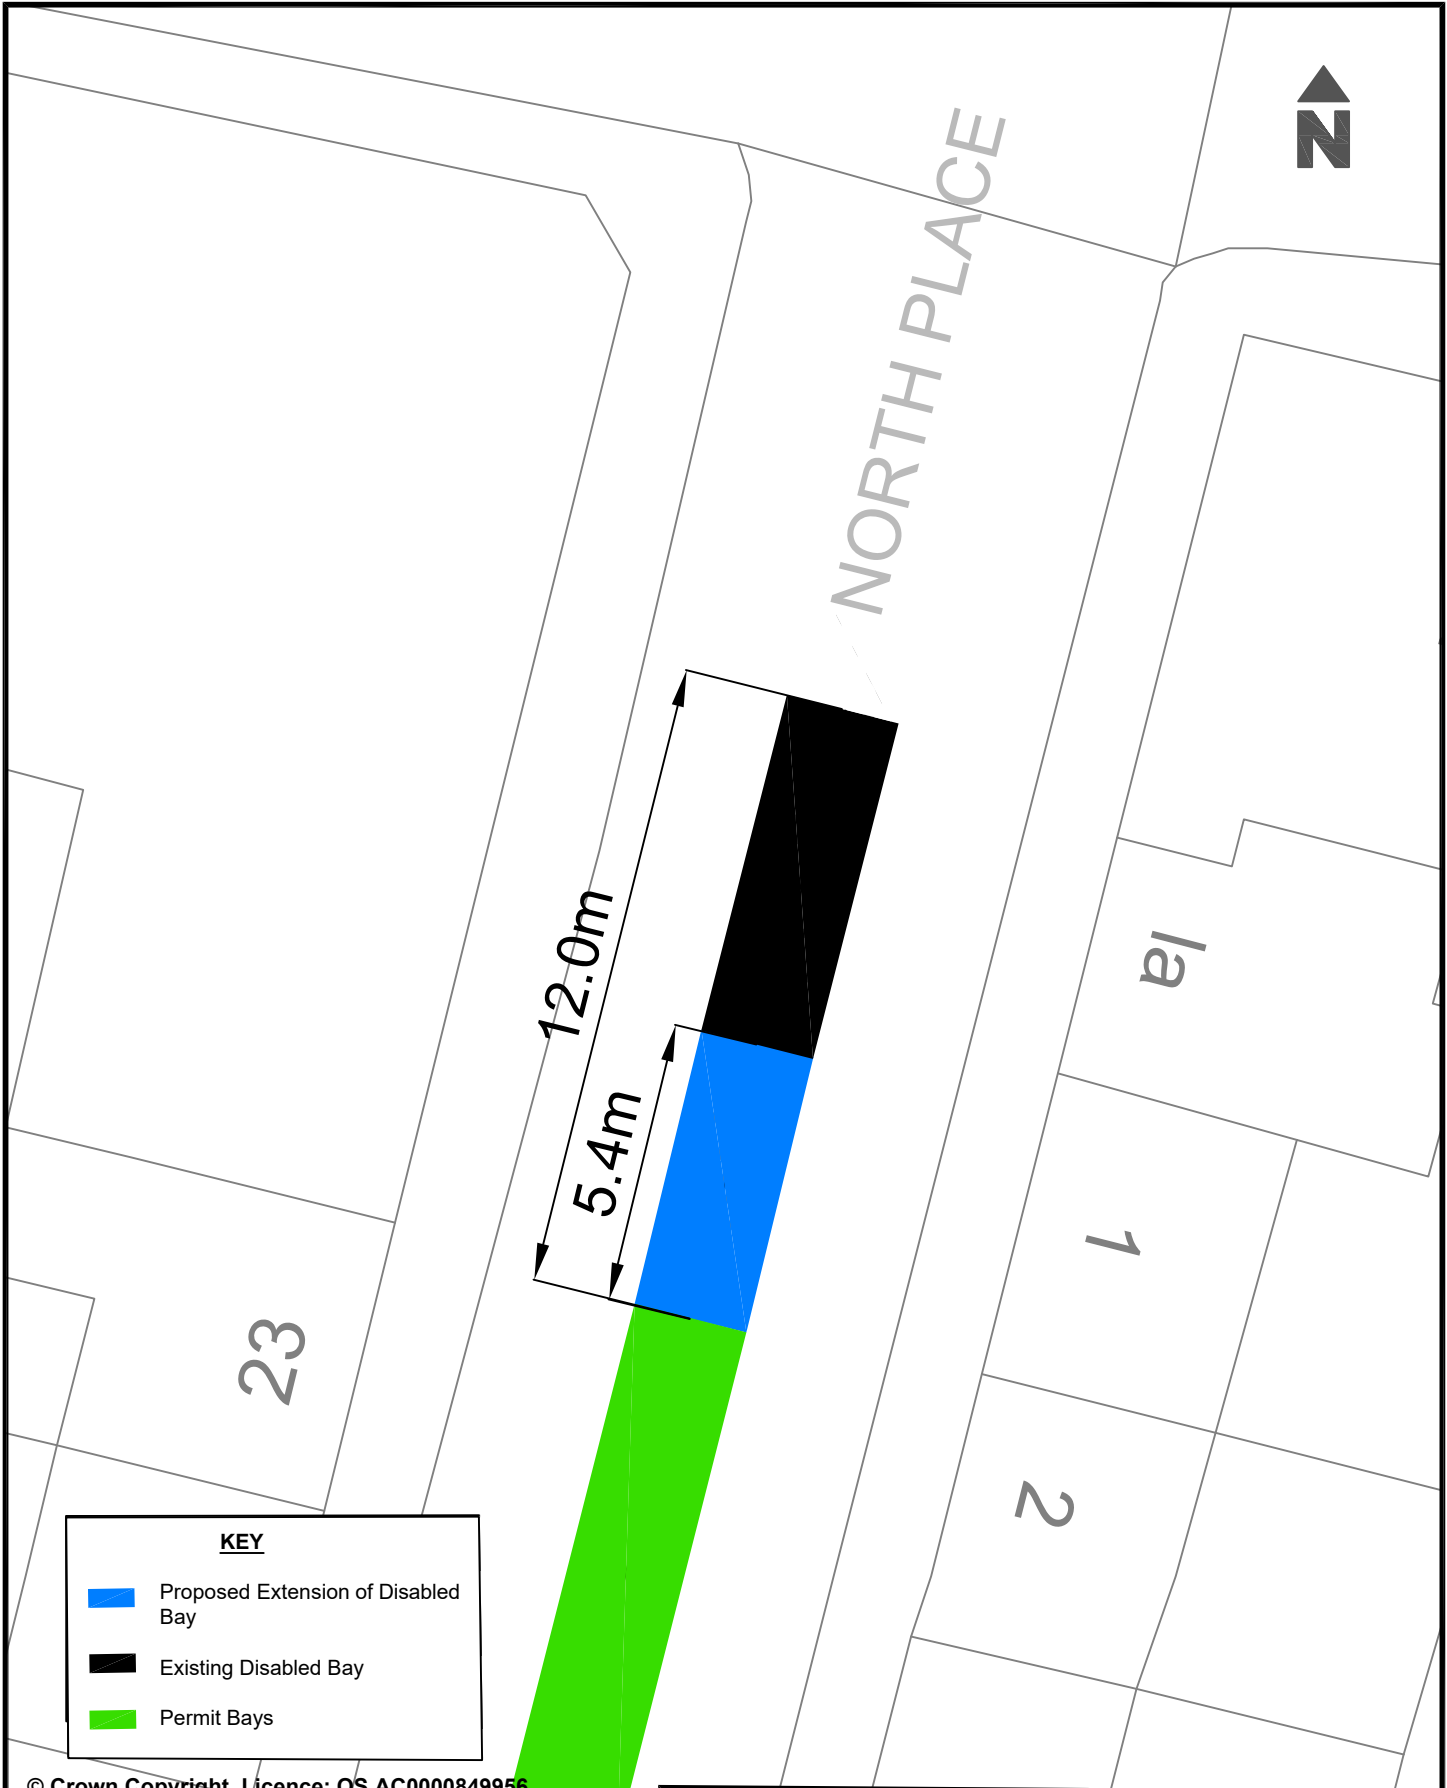 N
NORTH PLACE
12.0m
5.4m
la
1
2
23
KEY
Proposed Extension of Disabled
Bay
Existing Disabled Bay
Permit Bays
© Crown Copyright. Licence: OS AC0000849956